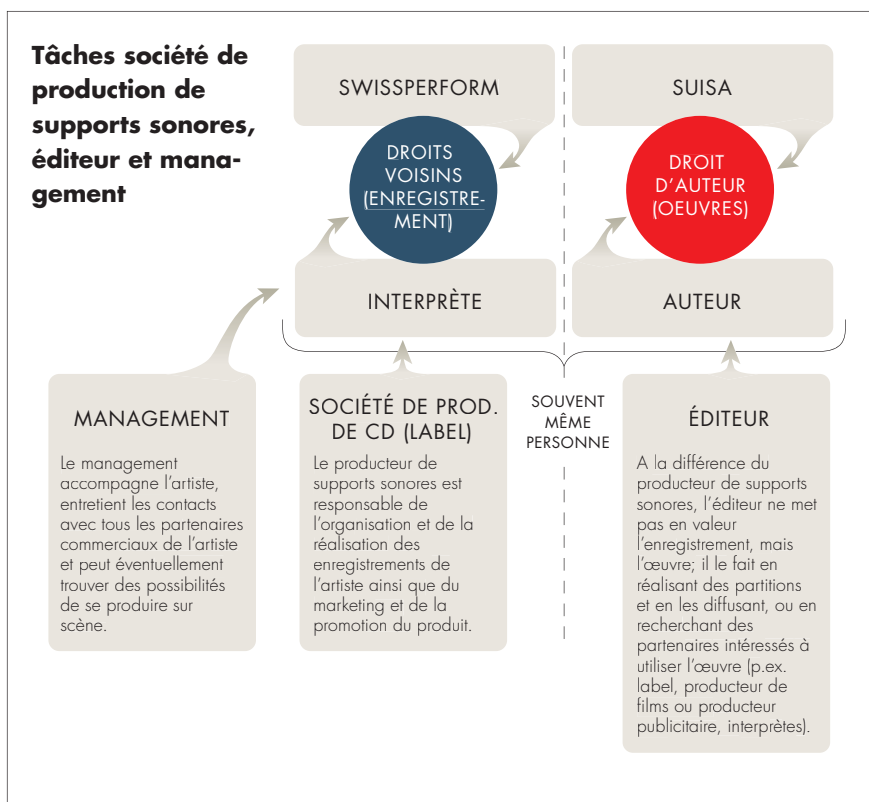 Tâches société de
production de
supports sonores,
éditeur et mana-
gement
SWISSPERFORM
SUISA
DROITS
VOISINS
(ENREGISTRE-
MENT)
DROIT
D’AUTEUR
(OEUVRES)
INTERPRÈTE
AUTEUR
MANAGEMENT
Le management
accompagne l’artiste,
entretient les contacts
avec tous les partenaires
commerciaux de l’artiste
et peut éventuellement
trouver des possibilités
de se produire sur
scène.
SOCIÉTÉ DE PROD.
DE CD (LABEL)
Le producteur de
supports sonores est
responsable de
l’organisation et de la
réalisation des
enregistrements de
l’artiste ainsi que du
marketing et de la
promotion du produit.
SOUVENT
MÊME
PERSONNE
ÉDITEUR
A la différence du
producteur de supports
sonores, l’éditeur ne met
pas en valeur
l’enregistrement, mais
l’œuvre; il le fait en
réalisant des partitions
et en les diffusant, ou en
recherchant des
partenaires intéressés à
utiliser l’œuvre (p.ex.
label, producteur de
films ou producteur
publicitaire, interprètes).